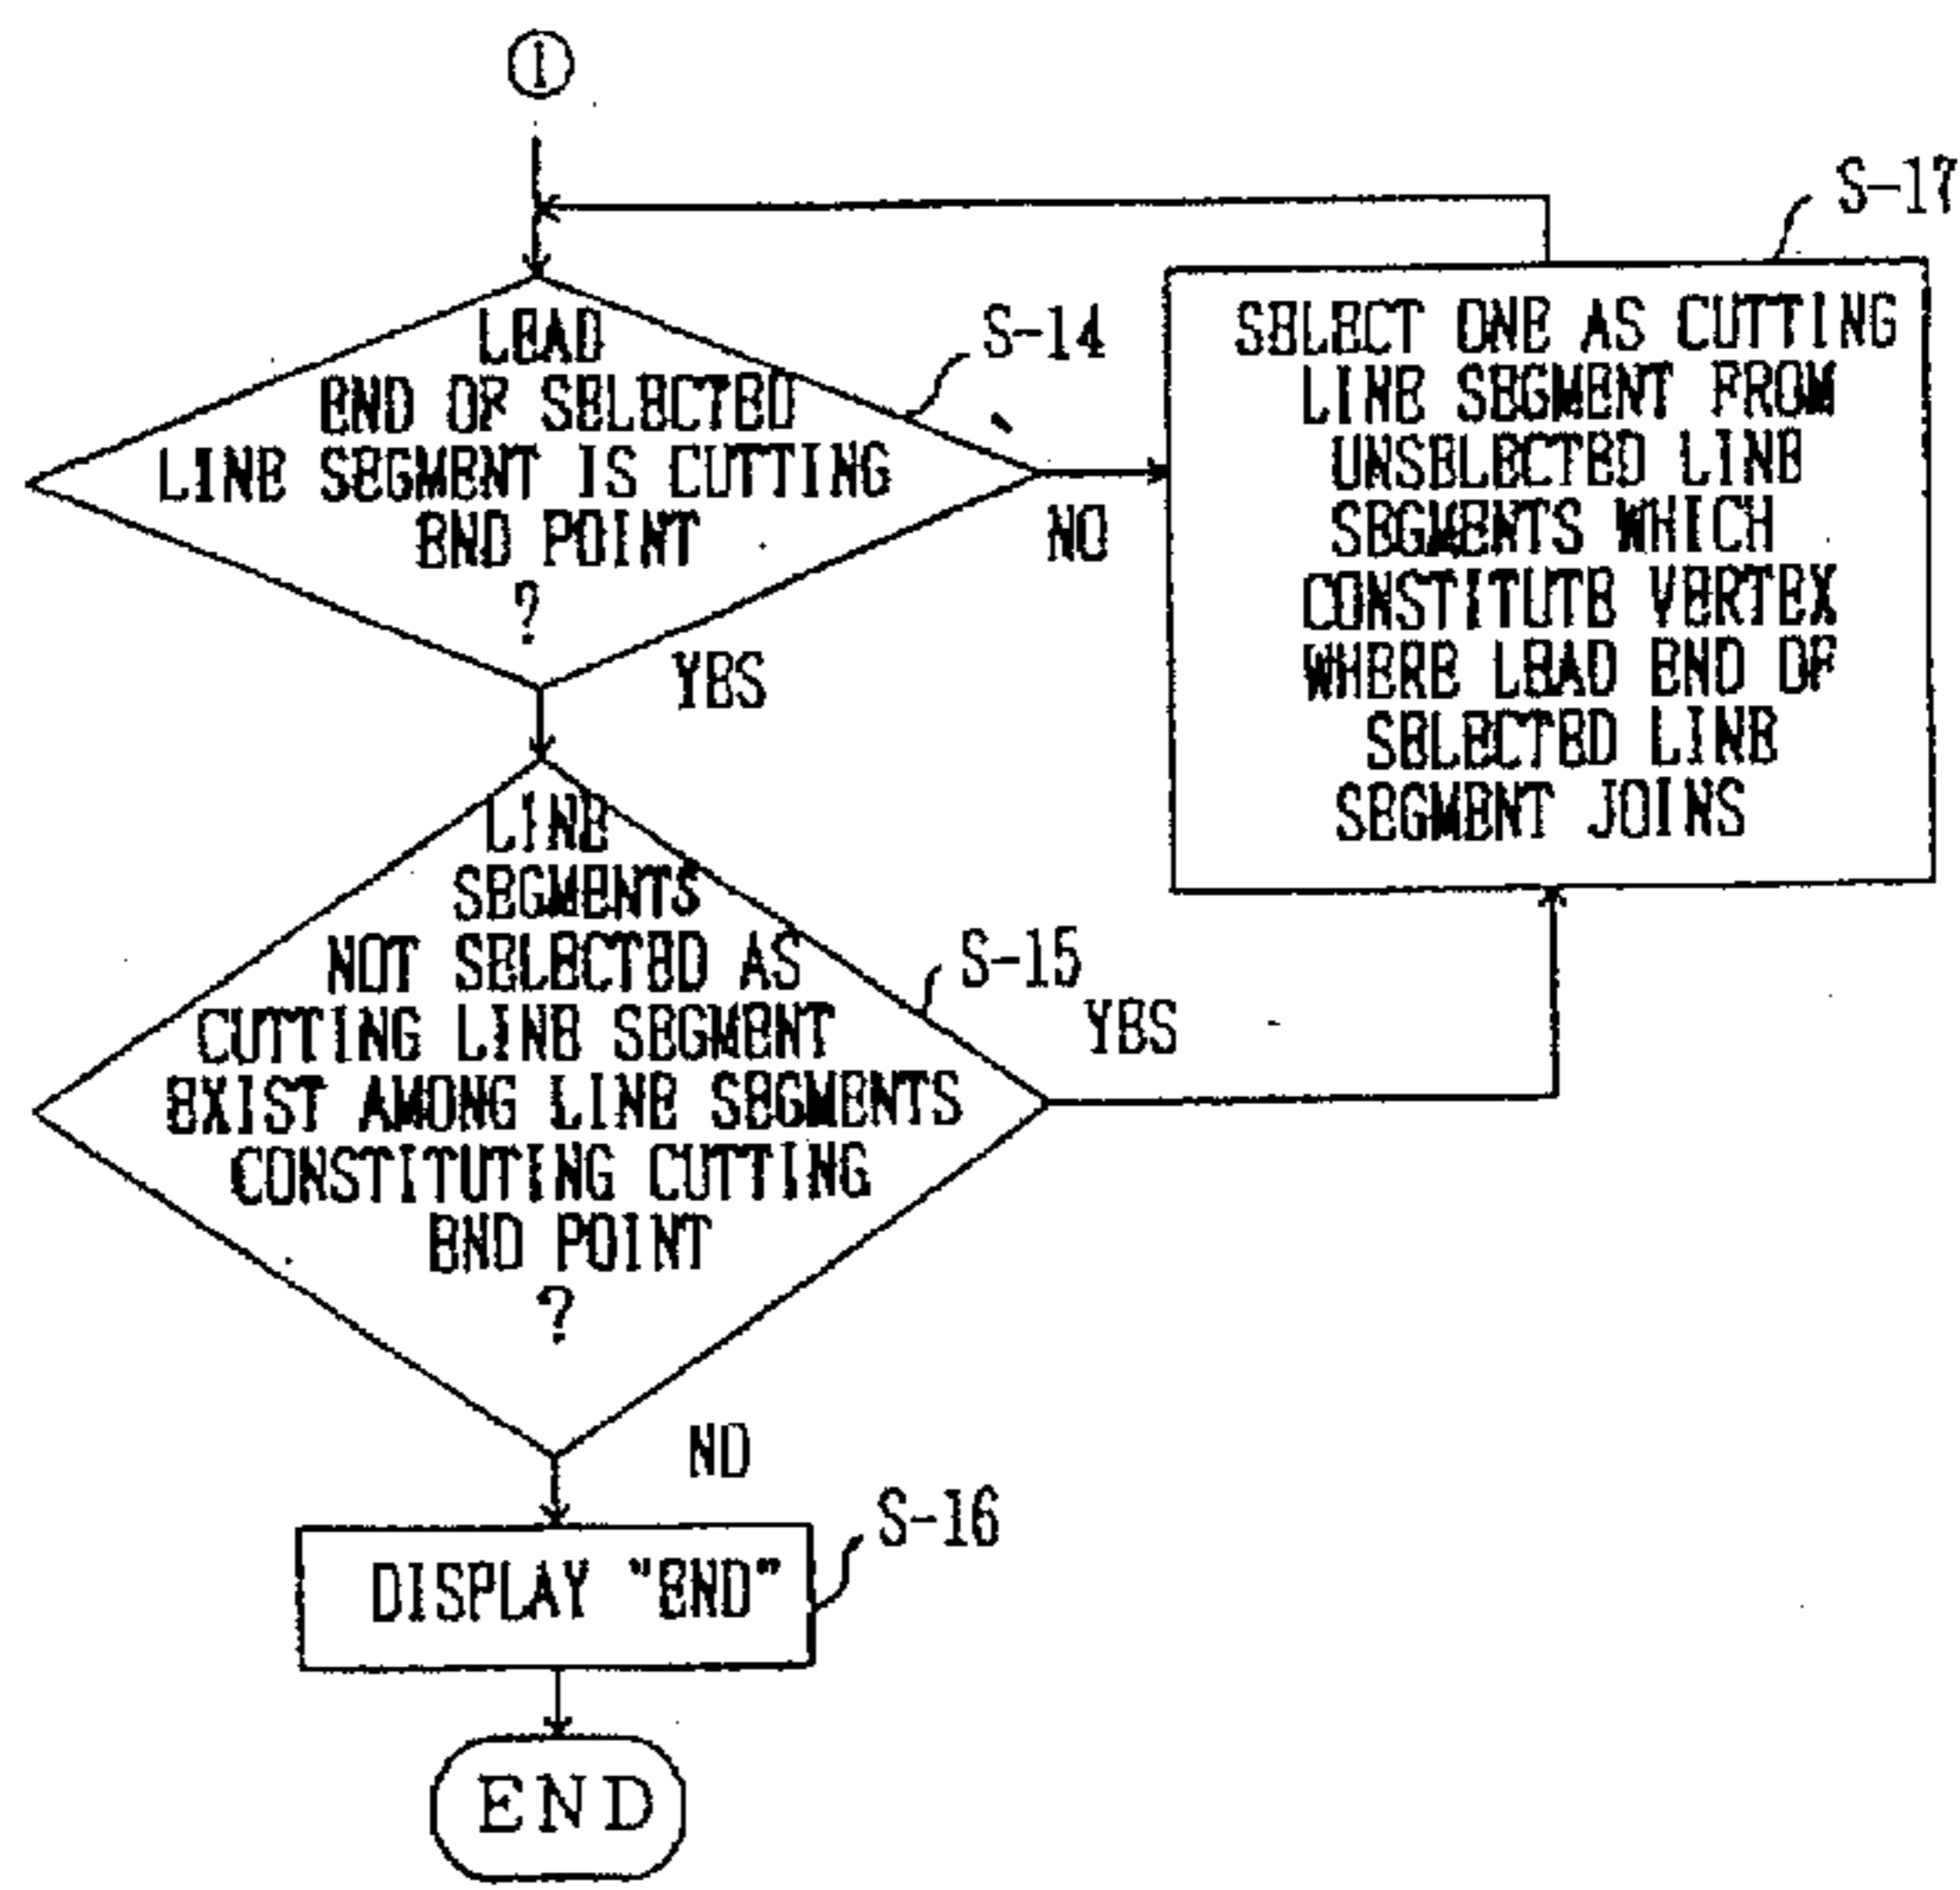 ①
S-17
LEAD
END OF SELECTED
LINE SEGMENT IS CUTTING
END POINT
?
S-14
NO
YES
SELECT ONE AS CUTTING
LINE SEGMENT FROM
UNSELECTED LINE
SEGMENTS WHICH
CONSTITUTE VERTEX
WHERE LEAD END OF
SELECTED LINE
SEGMENT JOINS
LINE
SEGMENTS
NOT SELECTED AS
CUTTING LINE SEGMENT
EXIST AMONG LINE SEGMENTS
CONSTITUTING CUTTING
END POINT
?
S-15
YES
NO
S-16
DISPLAY "END"
END